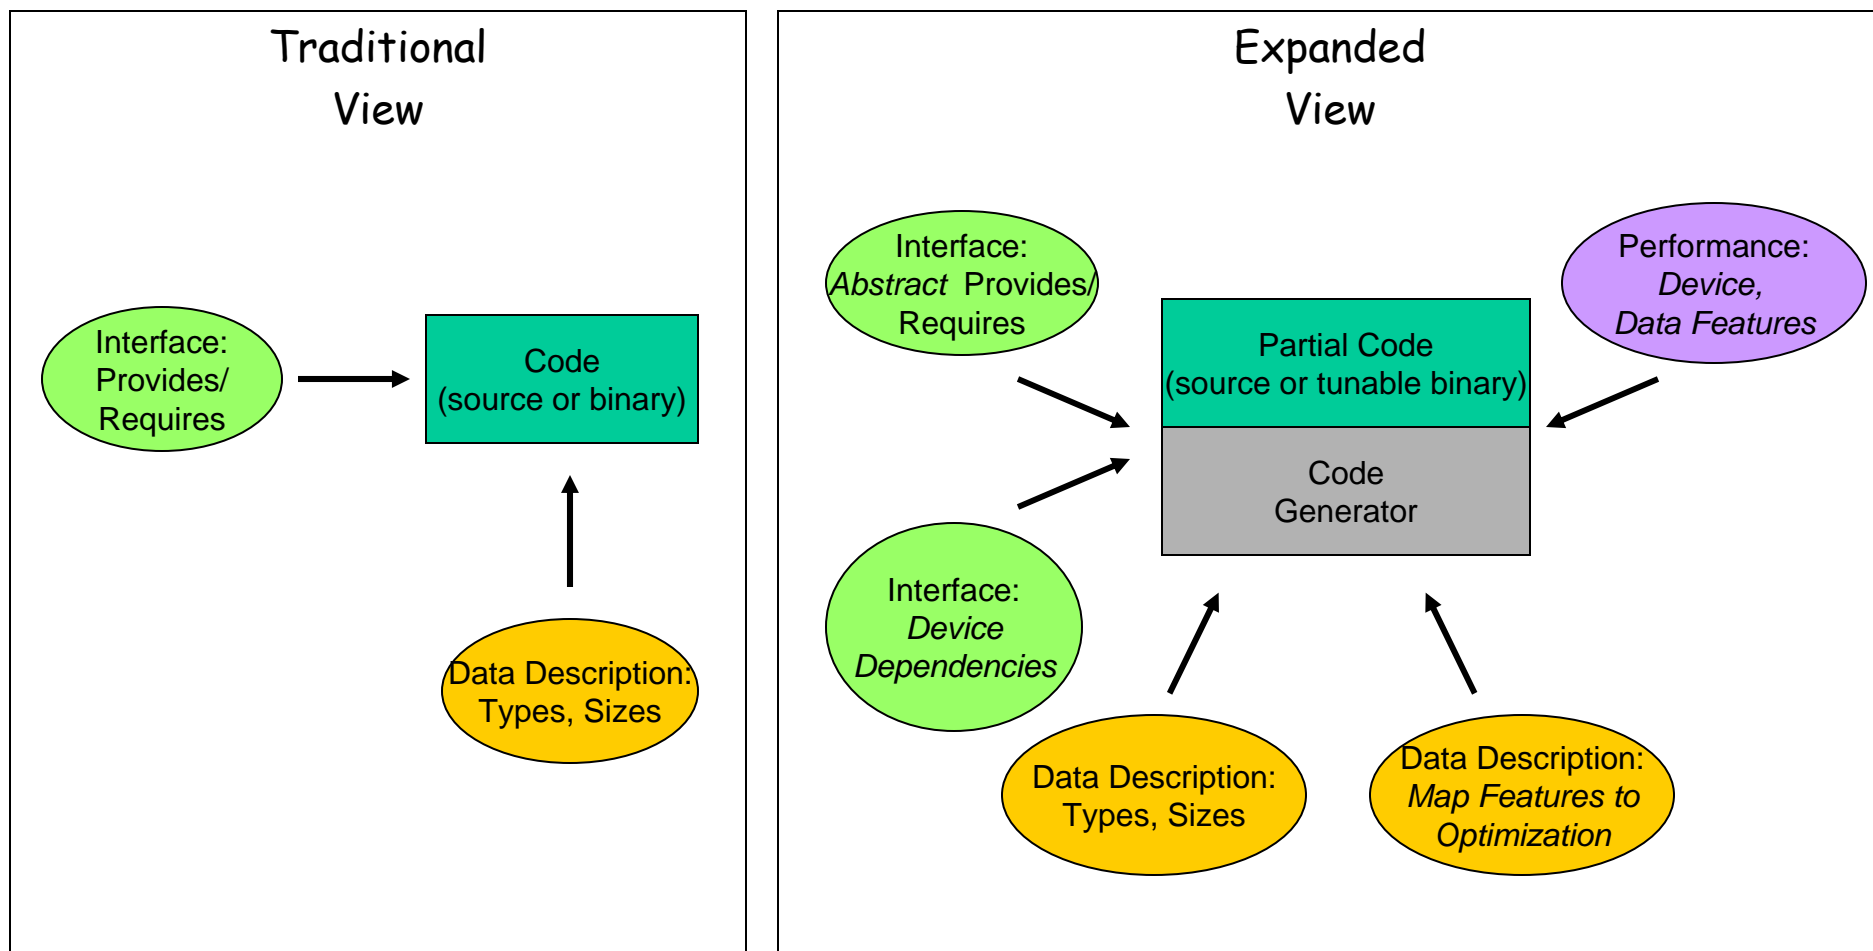 Traditional
View
Interface:
Provides/
Requires
Code
(source or binary)
Data Description:
Types, Sizes
Expanded
View
Interface:
Abstract Provides/
Requires
Performance:
Device,
Data Features
Partial Code
(source or tunable binary)
Code
Generator
Interface:
Device
Dependencies
Data Description:
Types, Sizes
Data Description:
Map Features to
Optimization